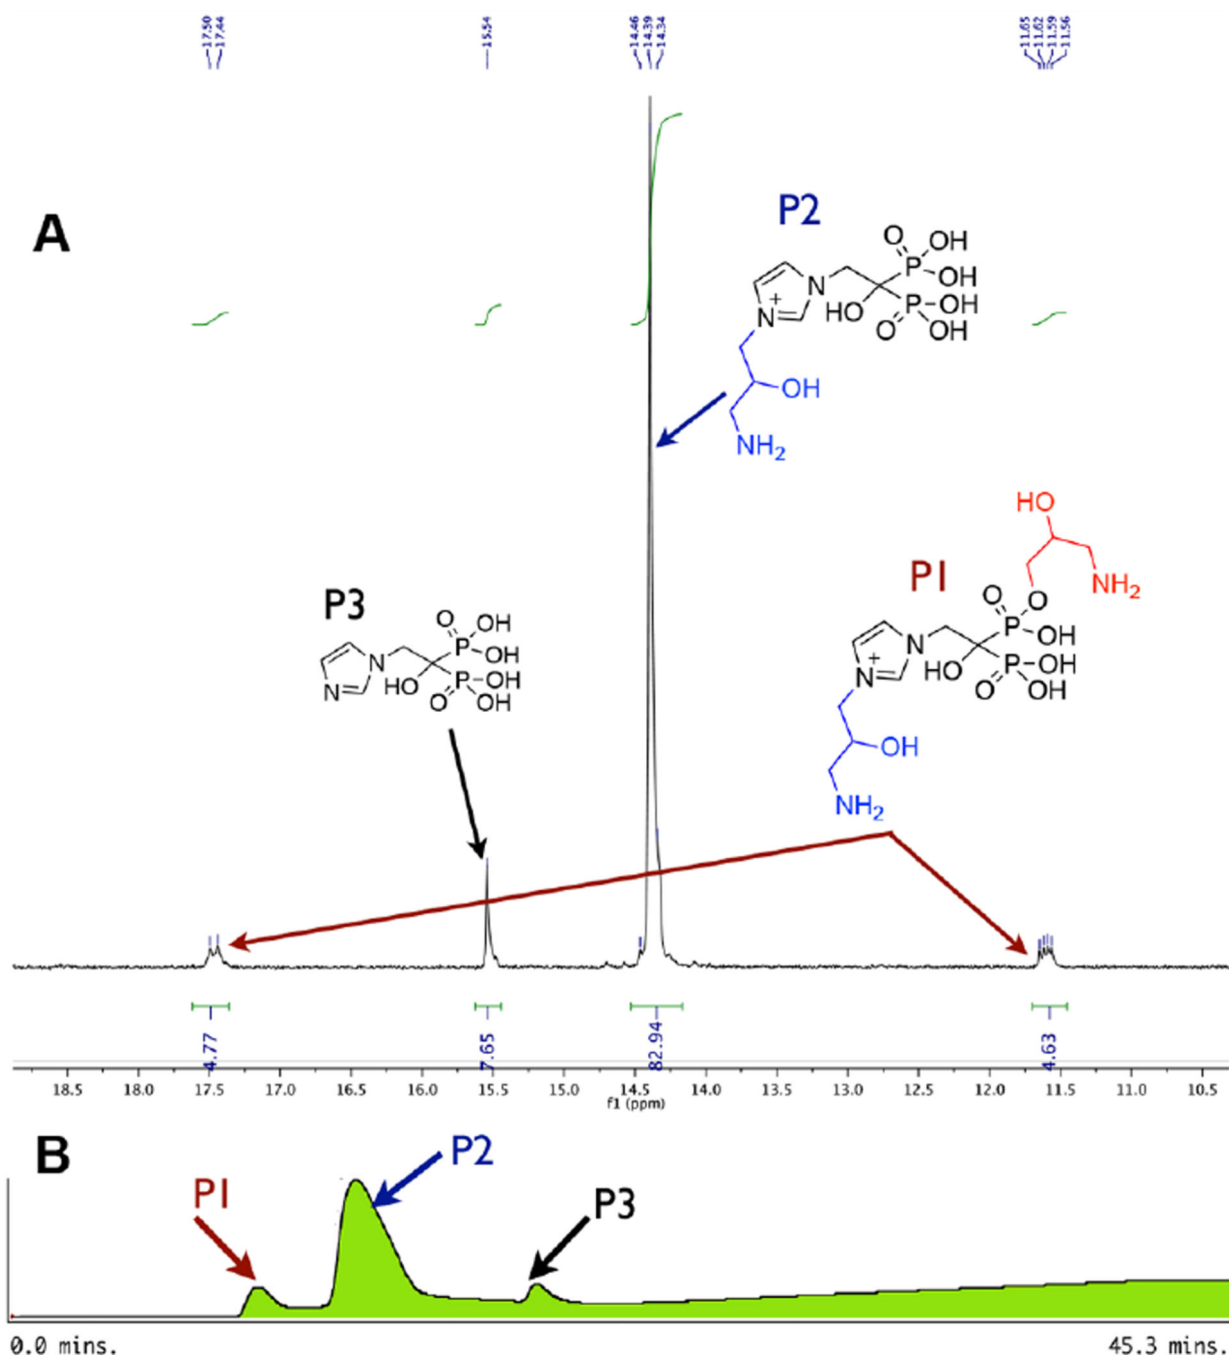 17.50
17.44
15.54
14.46
14.39
14.34
11.65
11.62
11.59
11.56
A
P2
O
OH
P
OH
N
HO
P
OH
+
N
O
OH
OH
NH2
HO
P1
NH2
O
O
P
OH
N
HO
P
OH
+
N
O
OH
OH
NH2
P3
O
OH
P
OH
N
N
HO
P
OH
O
OH
4.77
7.65
82.94
4.63
18.5 18.0 17.5 17.0 16.5 16.0 15.5 15.0 14.5 14.0 13.5 13.0 12.5 12.0 11.5 11.0 10.5
f1 (ppm)
B
P1
P2
P3
0.0 mins. 45.3 mins.